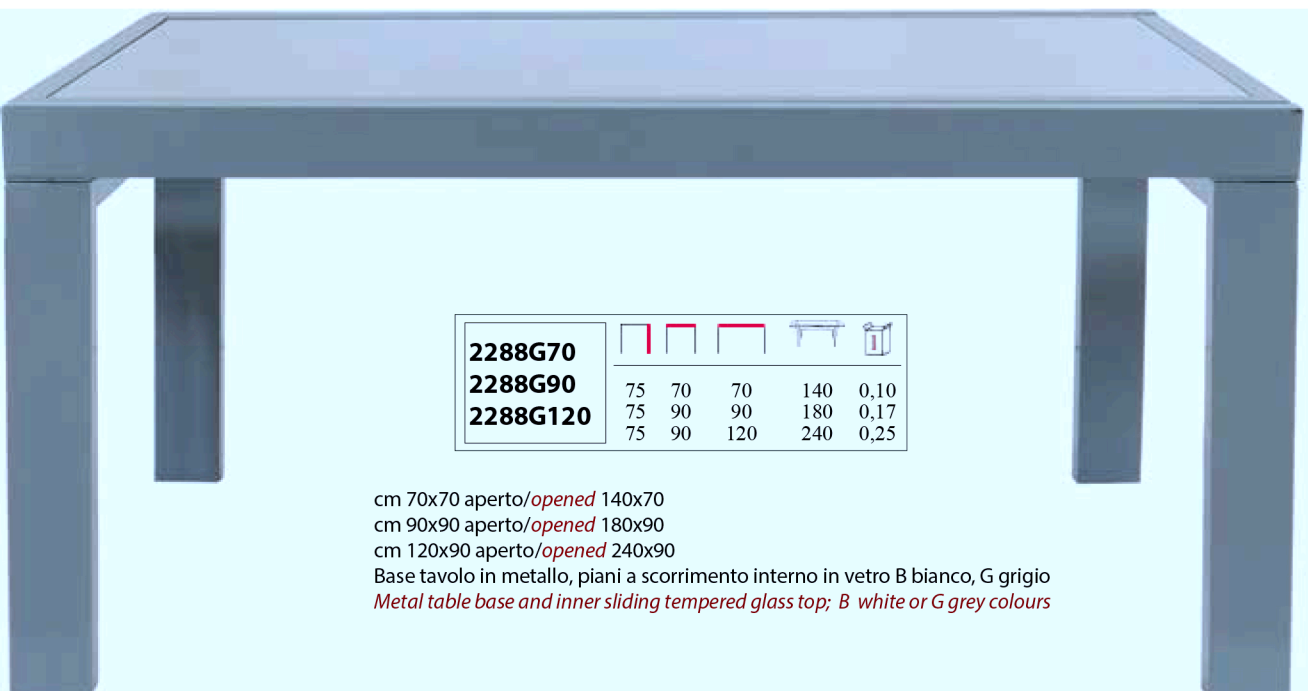 2288G70
2288G90
2288G120
75 70 70 140 0,10
75 90 90 180 0,17
75 90 120 240 0,25
cm 70x70 aperto/opened 140x70
cm 90x90 aperto/opened 180x90
cm 120x90 aperto/opened 240x90
Base tavolo in metallo, piani a scorrimento interno in vetro B bianco, G grigio
Metal table base and inner sliding tempered glass top; B white or G grey colours